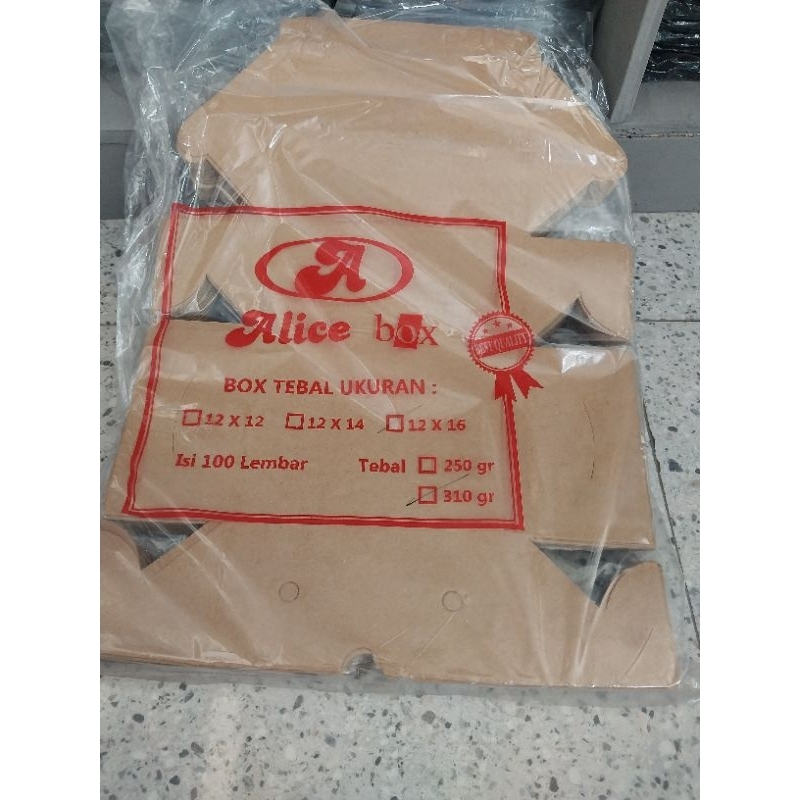 A
Alice box
BEST QUALITY
BOX TEBAL UKURAN :
12 X 12 12 X 14 12 X 16
Isi 100 Lembar Tebal 250 gr
310 gr